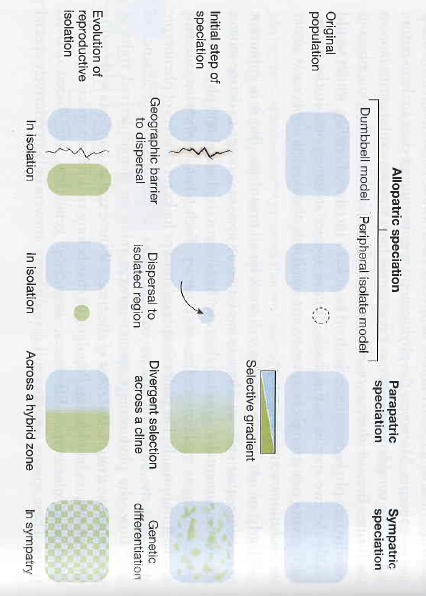 Allopatric speciation
Parapatric
speciation
Sympatric
speciation
Dumbbell model
Peripheral isolate model
Original
population
Selective gradient
Initial step of
speciation
Geographic barrier
to dispersal
Dispersal to
isolated region
Divergent selection
across a cline
Genetic
differentiation
Evolution of
reproductive
isolation
In isolation
In isolation
Across a hybrid zone
In sympatry